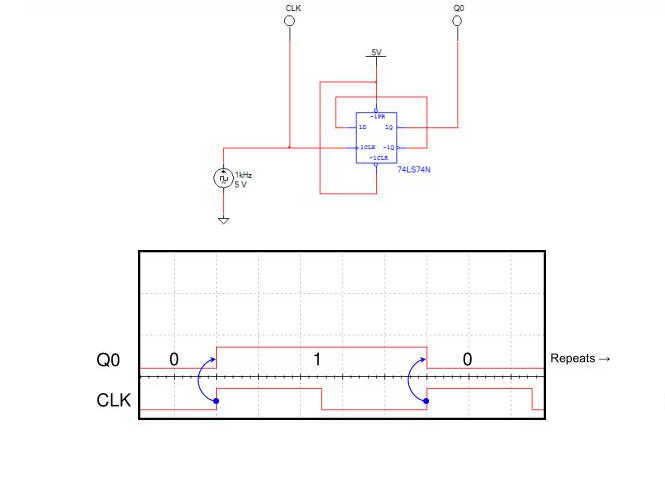 CLK
Q0
5V
~1PR
1D
1Q
1CLK
~1Q
~1CLR
74LS74N
1kHz
5 V
Q0
0
1
0
Repeats →
CLK